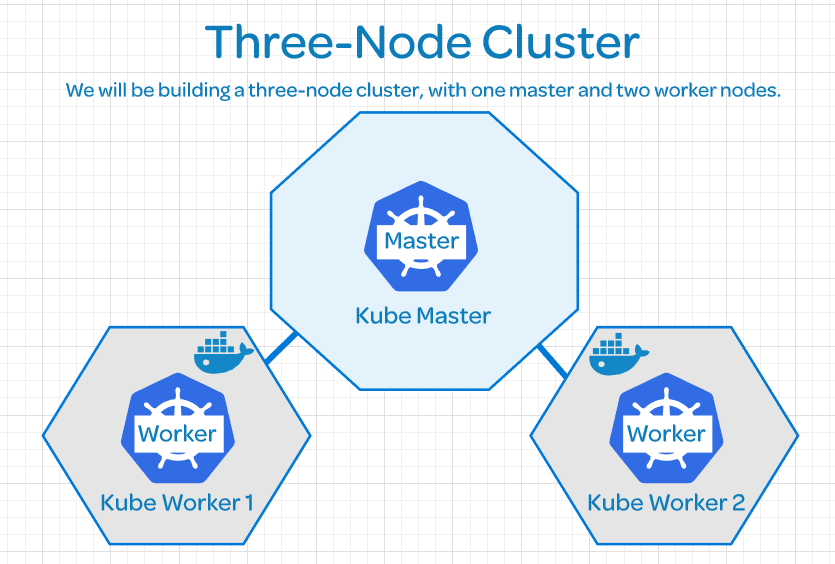 Three-Node Cluster
We will be building a three-node cluster, with one master and two worker nodes.
Master
Kube Master
Worker
Kube Worker 1
Worker
Kube Worker 2